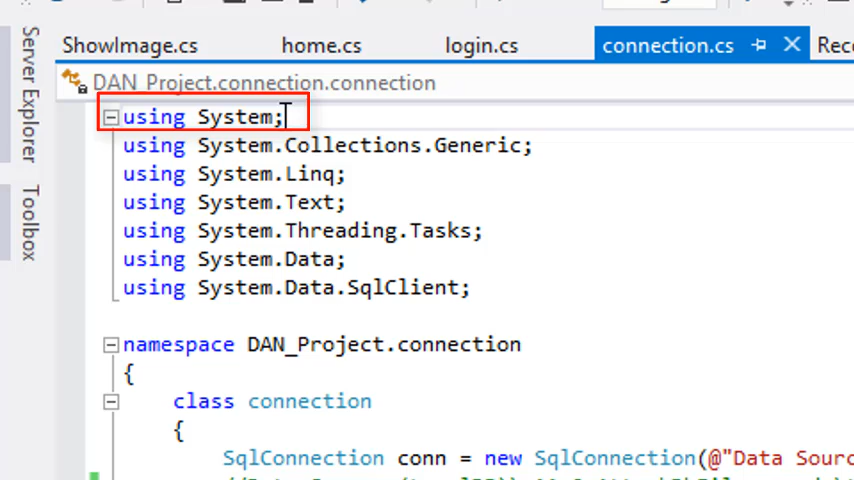 Server Explorer
Toolbox
ShowImage.cs home.cs login.cs connection.cs Rec
DAN_Project.connection.connection
using System;
using System.Collections.Generic;
using System.Linq;
using System.Text;
using System.Threading.Tasks;
using System.Data;
using System.Data.SqlClient;
namespace DAN_Project.connection
{
class connection
{
SqlConnection conn = new SqlConnection(@"Data Sourc